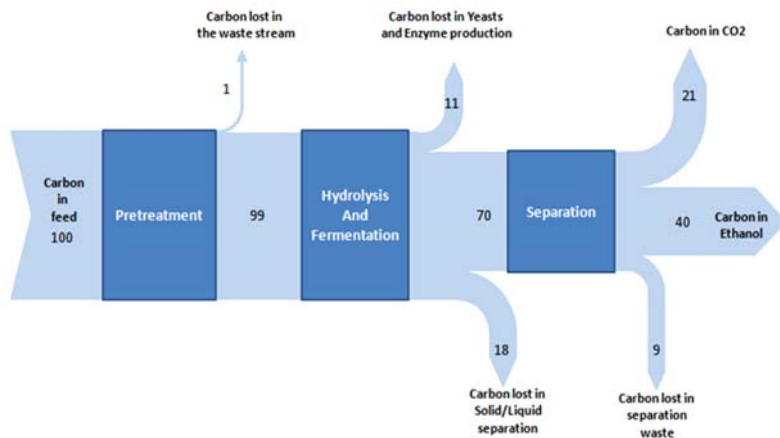 Carbon lost in
the waste stream
Carbon lost in Yeasts
and Enzyme production
Carbon in CO2
1
11
21
Carbon
in
feed
100
Pretreatment
99
Hydrolysis
And
Fermentation
70
Separation
40
Carbon in
Ethanol
18
9
Carbon lost in
Solid/Liquid
separation
Carbon lost in
separation
waste